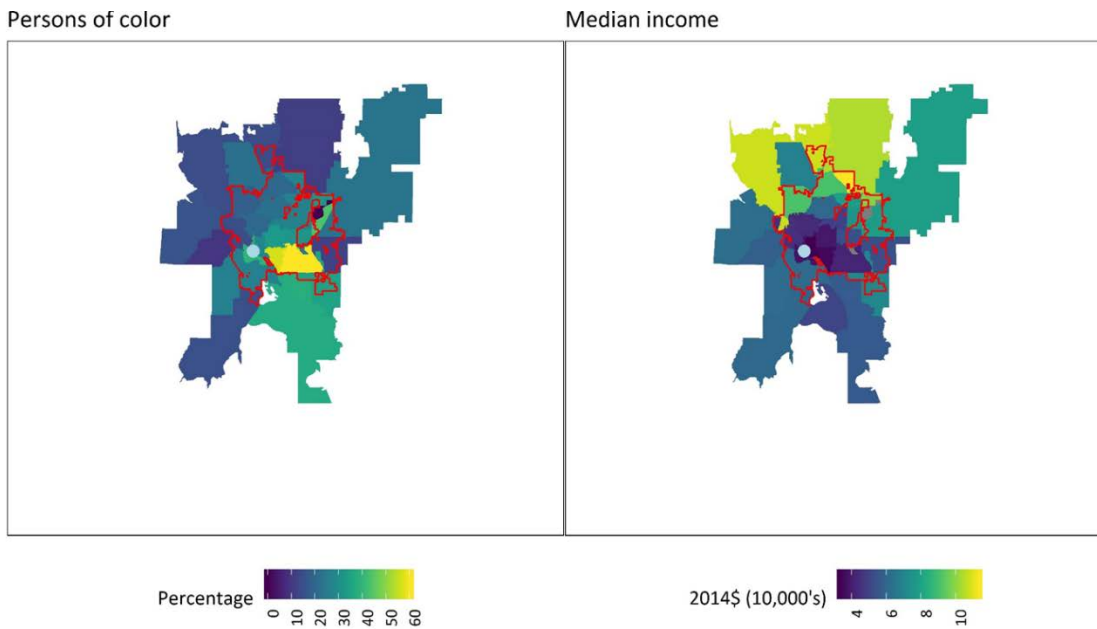 Persons of color
Median income
Percentage
0 10 20 30 40 50 60
2014$ (10,000's)
4 6 8 10